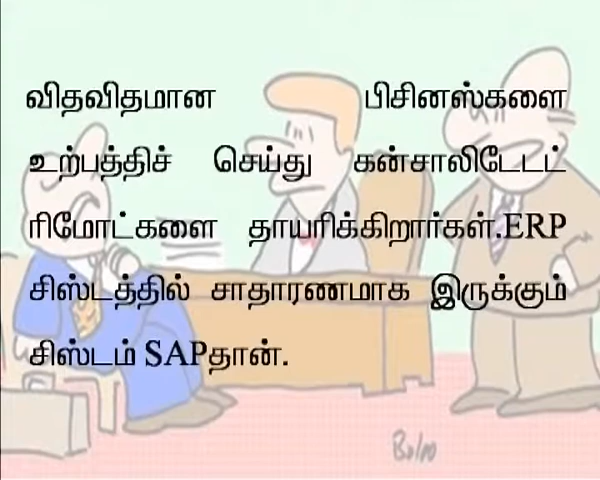 விதவிதமான பிசினஸ்களை
உற்பத்திச் செய்து கன்சாலிடேடட்
ரிமோட்களை தாயரிக்கிறார்கள்.ERP
சிஸ்டத்தில் சாதாரணமாக இருக்கும்
சிஸ்டம் SAPதான்.